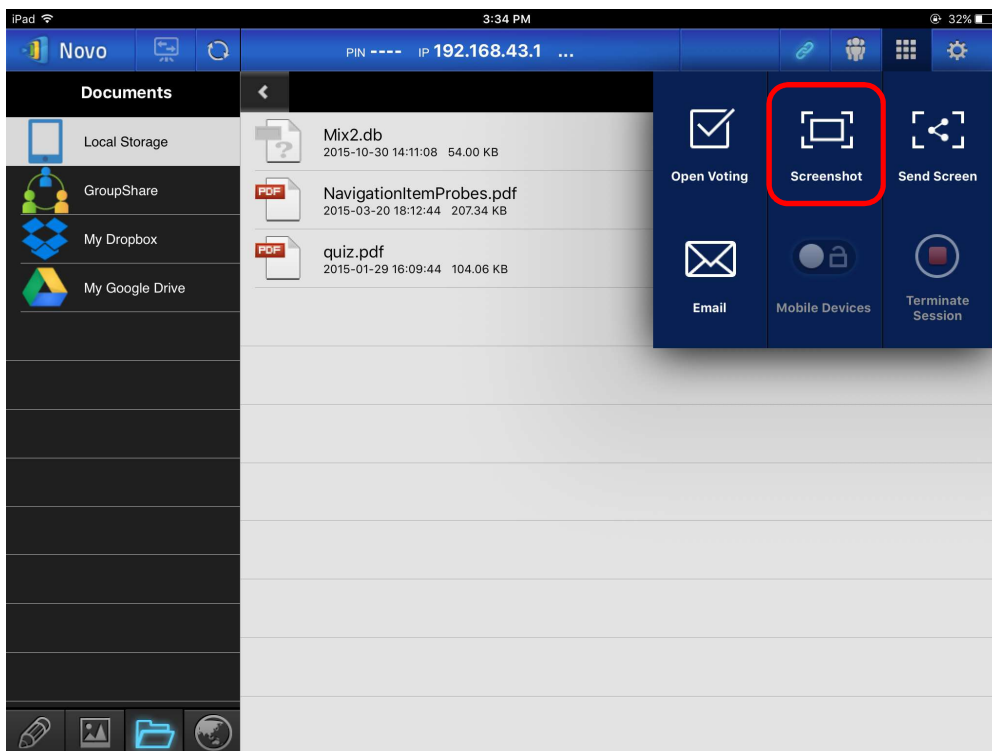 iPad 3:34 PM 32%
Novo PIN ---- IP 192.168.43.1 ...
Documents
Local Storage
GroupShare
My Dropbox
My Google Drive
Mix2.db
2015-10-30 14:11:08 54.00 KB
PDF
NavigationItemProbes.pdf
2015-03-20 18:12:44 207.34 KB
PDF
quiz.pdf
2015-01-29 16:09:44 104.06 KB
Open Voting Screenshot Send Screen
Email Mobile Devices Terminate
Session